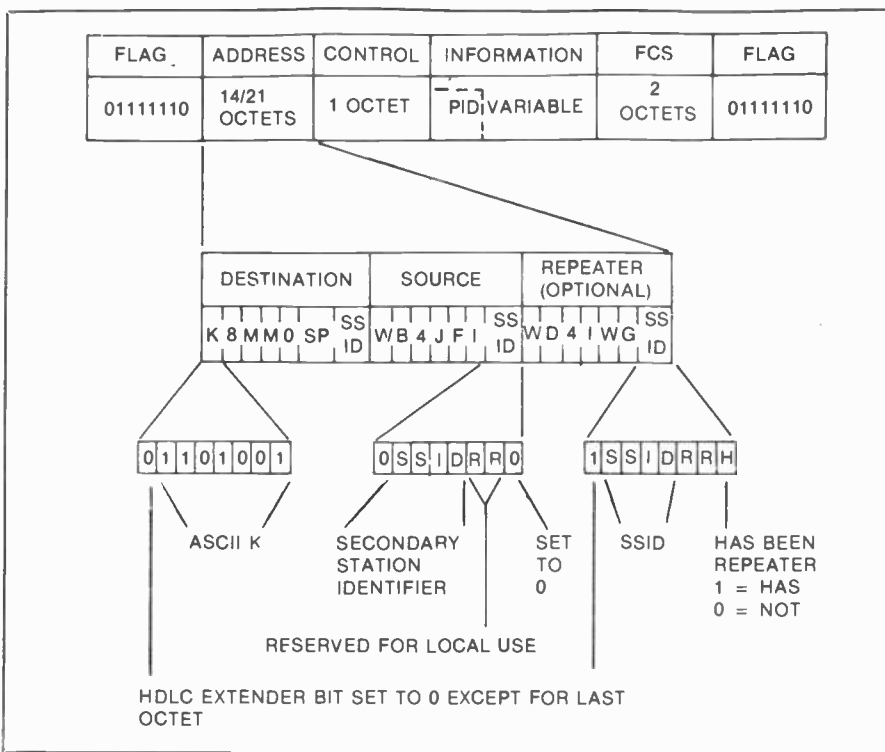 FLAG ADDRESS CONTROL INFORMATION FCS FLAG
01111110 14/21 OCTETS 1 OCTET PID VARIABLE 2 OCTETS 01111110
DESTINATION SOURCE REPEATER (OPTIONAL)
K 8 M M 0 SP SS ID W B 4 J F I SS ID W D 4 I W G SS ID
0 1 1 0 1 0 0 1 0 S S I D R R 0 1 S S I D R R H
ASCII K
SECONDARY
STATION
IDENTIFIER
SET
TO
0
SSID
HAS BEEN
REPEATER
1 = HAS
0 = NOT
RESERVED FOR LOCAL USE
HDLC EXTENDER BIT SET TO 0 EXCEPT FOR LAST
OCTET